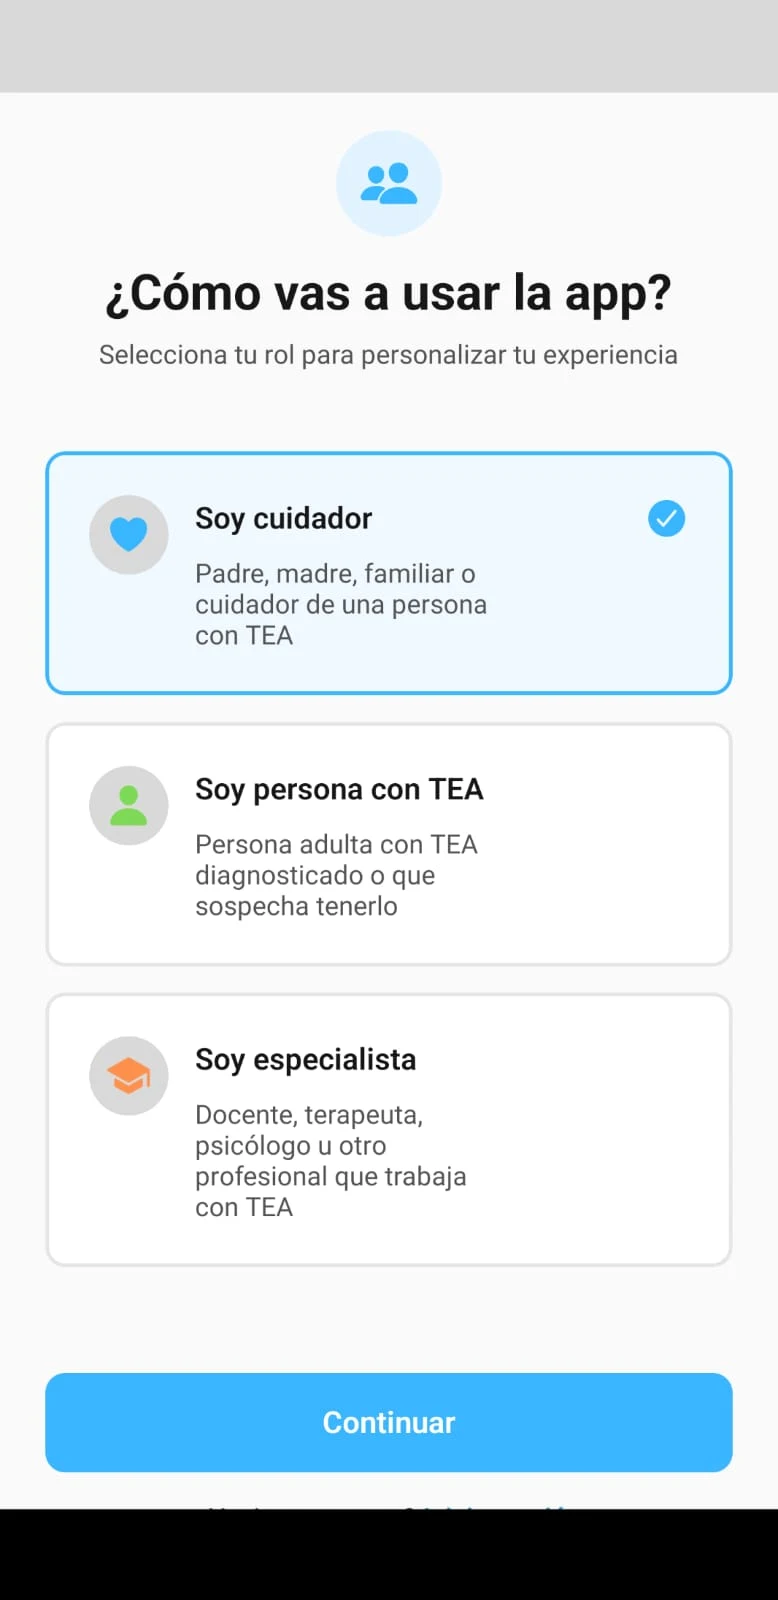 ¿Cómo vas a usar la app?
Selecciona tu rol para personalizar tu experiencia
Soy cuidador
Padre, madre, familiar o
cuidador de una persona
con TEA
Soy persona con TEA
Persona adulta con TEA
diagnosticado o que
sospecha tenerlo
Soy especialista
Docente, terapeuta,
psicólogo u otro
profesional que trabaja
con TEA
Continuar